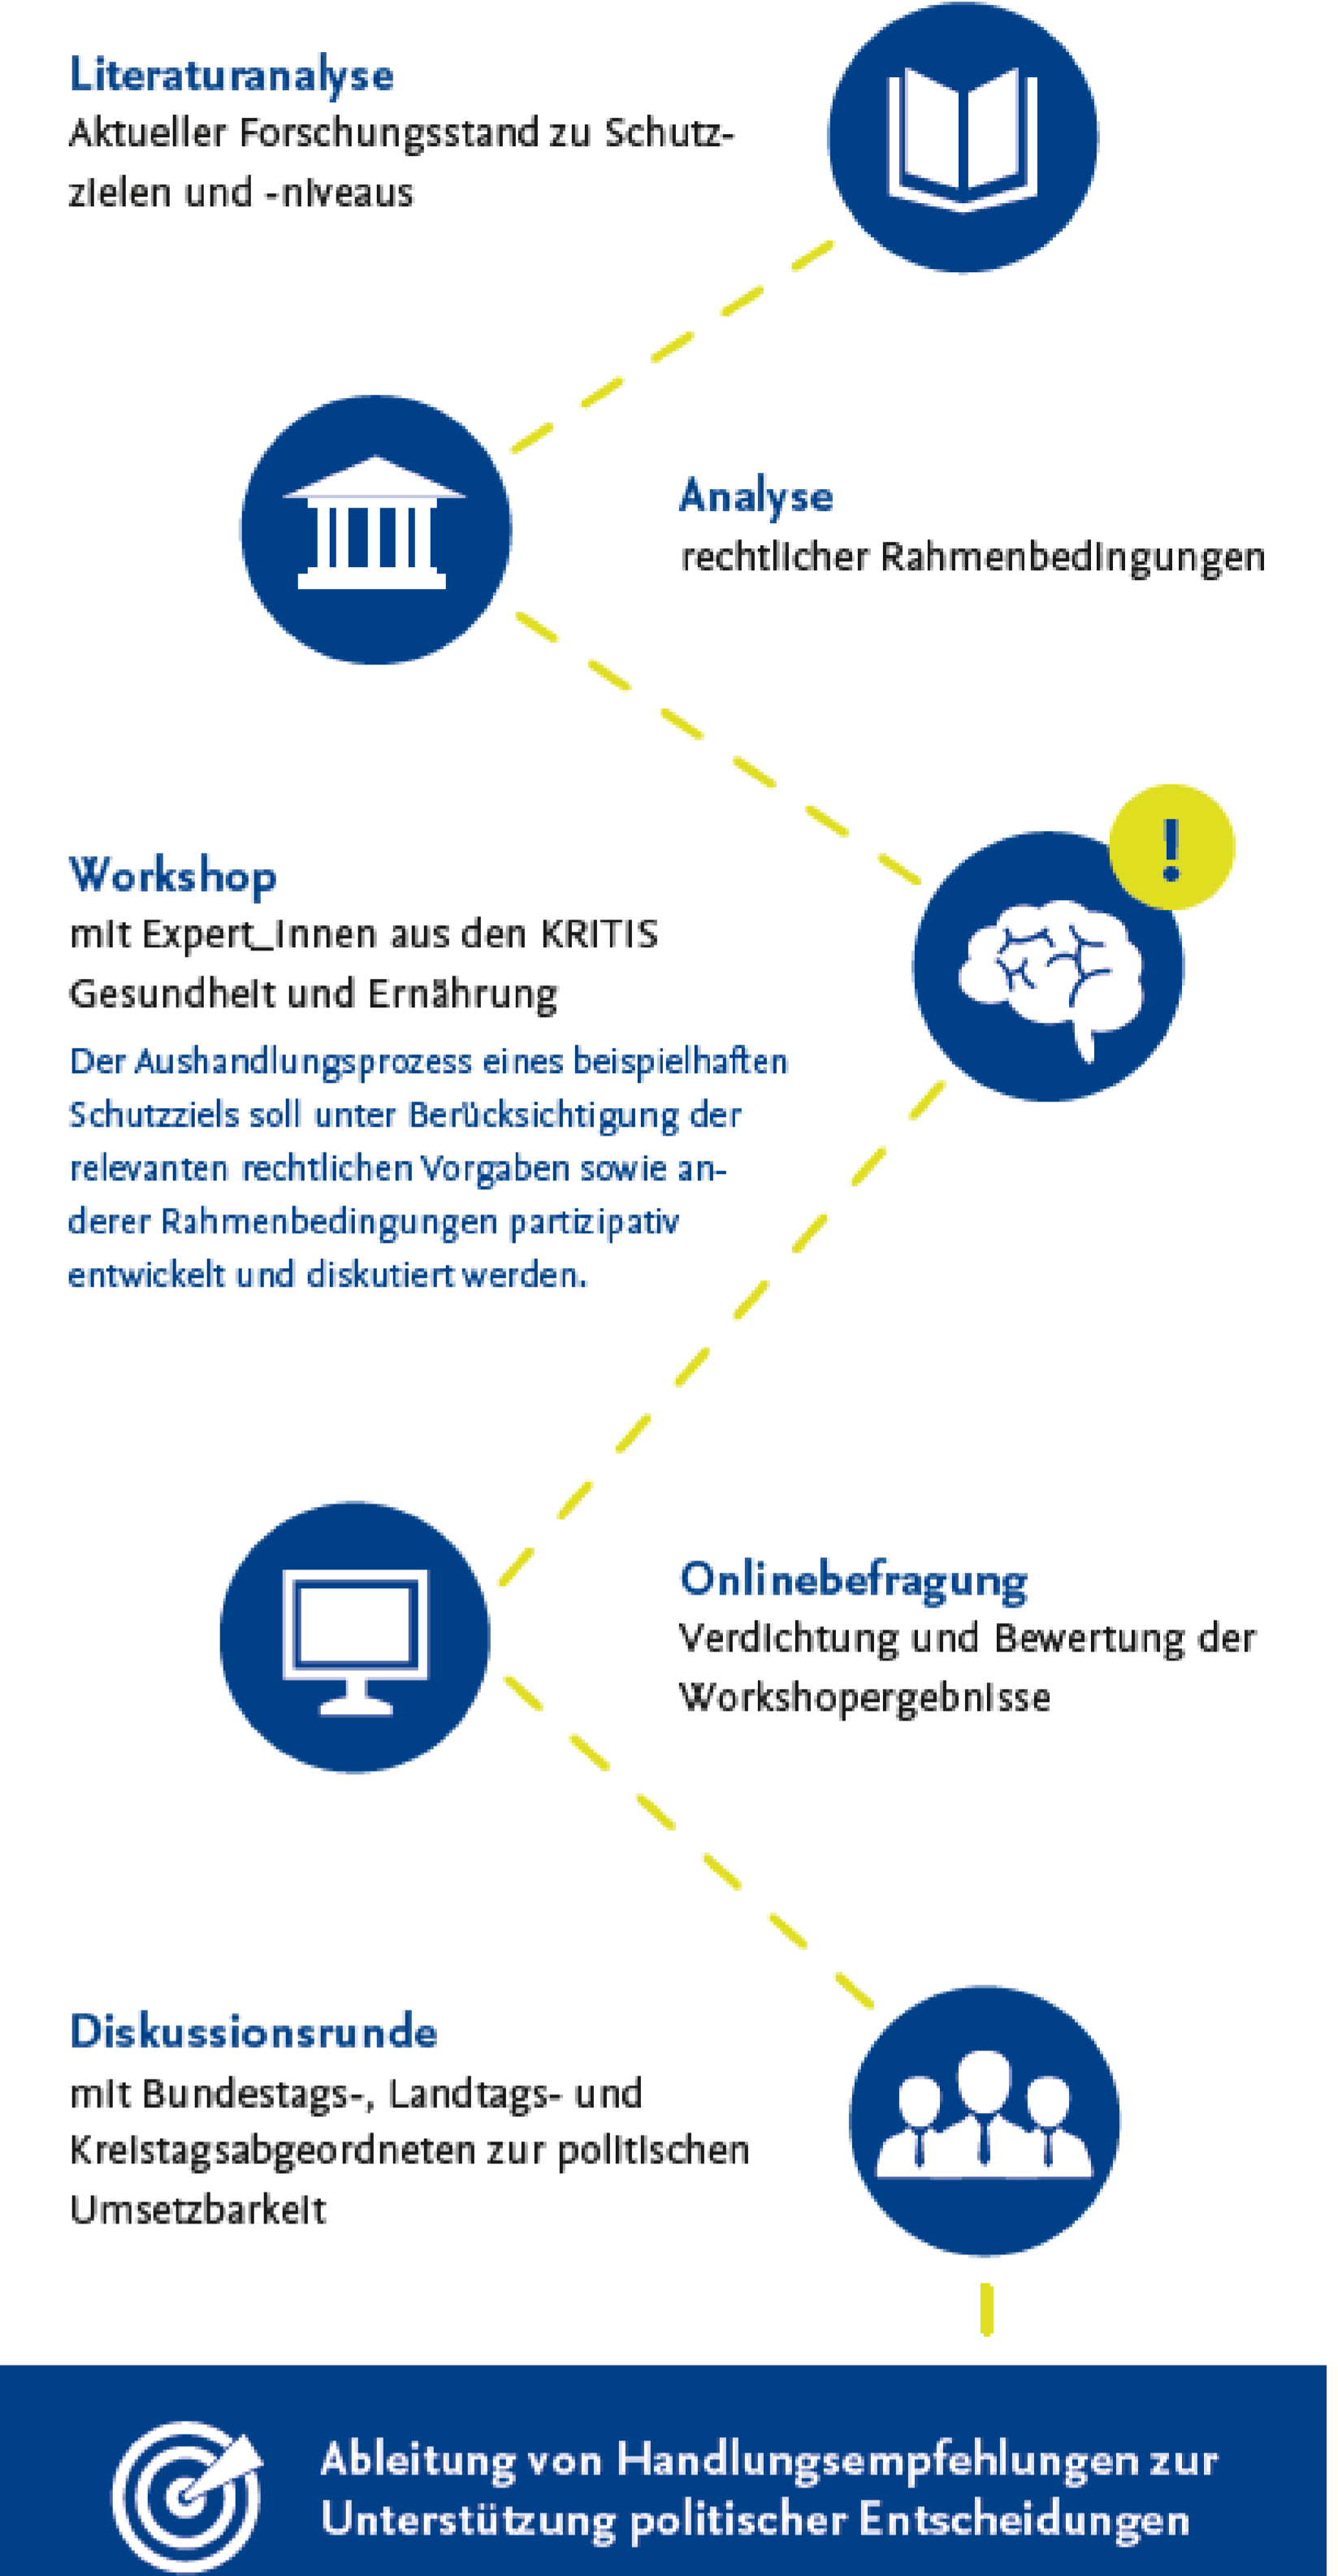 Literaturanalyse
Aktueller Forschungsstand zu Schutz-
zielen und -niveaus
Analyse
rechtlicher Rahmenbedingungen
!
Workshop
mit Expert_innen aus den KRITIS
Gesundheit und Ernährung
Der Aushandlungsprozess eines beispielhaften
Schutzziels soll unter Berücksichtigung der
relevanten rechtlichen Vorgaben sowie an-
derer Rahmenbedingungen partizipativ
entwickelt und diskutiert werden.
Onlinebefragung
Verdichtung und Bewertung der
Workshopergebnisse
Diskussionsrunde
mit Bundestags-, Landtags- und
Kreistagsabgeordneten zur politischen
Umsetzbarkeit
Ableitung von Handlungsempfehlungen zur
Unterstützung politischer Entscheidungen